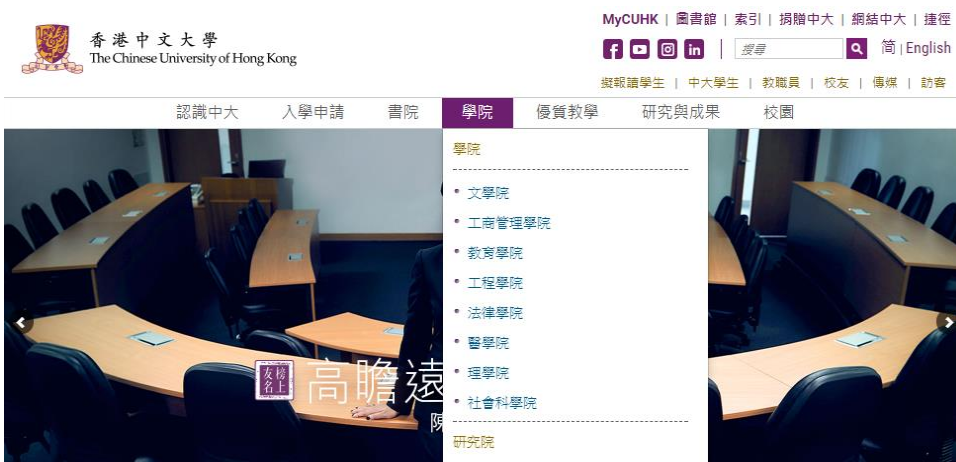 MyCUHK | 圖書館 | 索引 | 捐贈中大 | 網結中大 | 捷徑
香港中文大學
The Chinese University of Hong Kong
搜尋
简 | English
擬報讀學生 | 中大學生 | 教職員 | 校友 | 傳媒 | 訪客
認識中大 入學申請 書院 學院 優質教學 研究與成果 校園
學院
• 文學院
• 工商管理學院
• 教育學院
• 工程學院
• 法律學院
• 醫學院
• 理學院
• 社會科學院
研究院
友名榜上
高瞻遠
陳